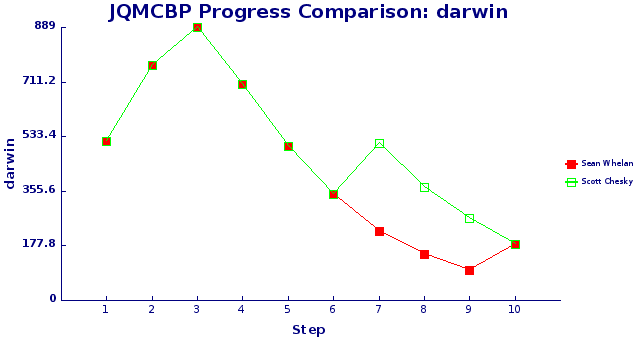 JQMCBP Progress Comparison: darwin
889
711.2
533.4
355.6
177.8
0
darwin
1 2 3 4 5 6 7 8 9 10
Step
Sean Whelan
Scott Chesky